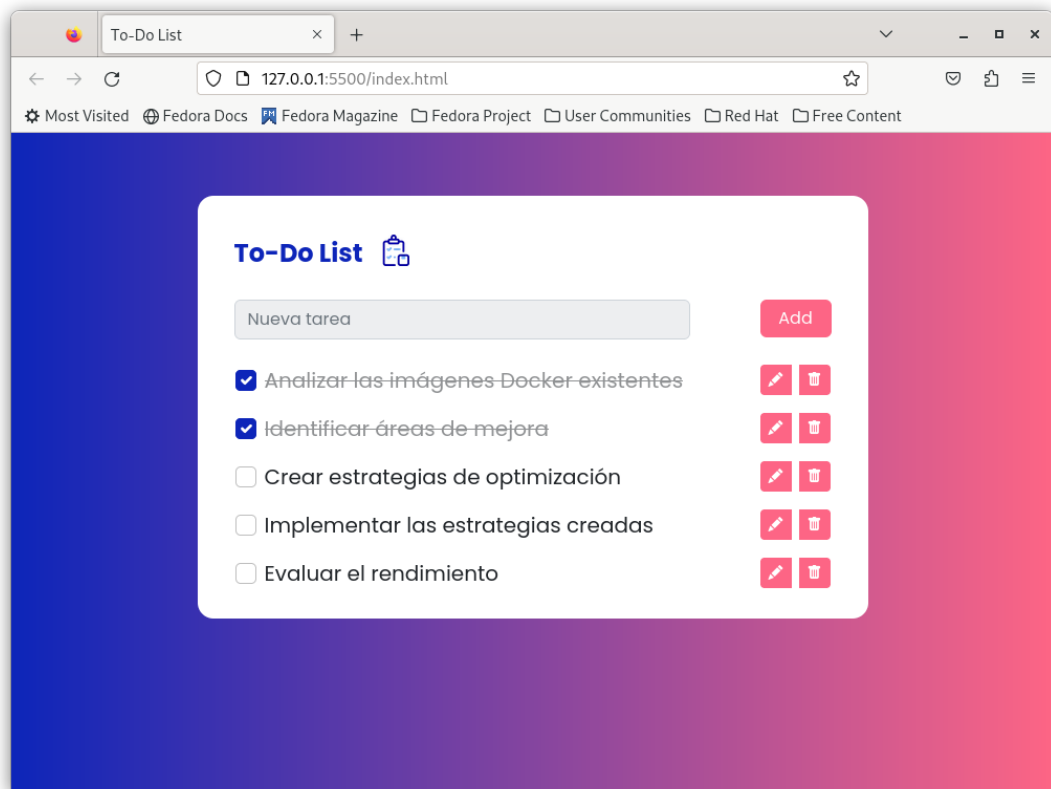 To-Do List
127.0.0.1:5500/index.html
Most Visited Fedora Docs Fedora Magazine Fedora Project User Communities Red Hat Free Content
To-Do List
Nueva tarea Add
Analizar las imágenes Docker existentes
Identificar áreas de mejora
Crear estrategias de optimización
Implementar las estrategias creadas
Evaluar el rendimiento